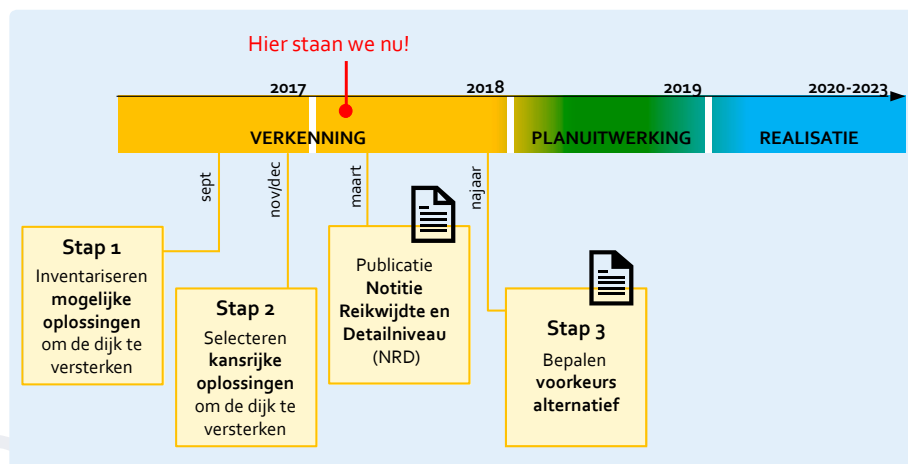 Hier staan we nu!
2017
2018
2019
2020-2023
VERKENNING
PLANUITWERKING
REALISATIE
sept
nov/dec
maart
najaar
Stap 1
Inventariseren
mogelijke
oplossingen
om de dijk te
versterken
Stap 2
Selecteren
kansrijke
oplossingen
om de dijk te
versterken
Publicatie
Notitie
Reikwijdte en
Detailniveau
(NRD)
Stap 3
Bepalen
voorkeurs
alternatief